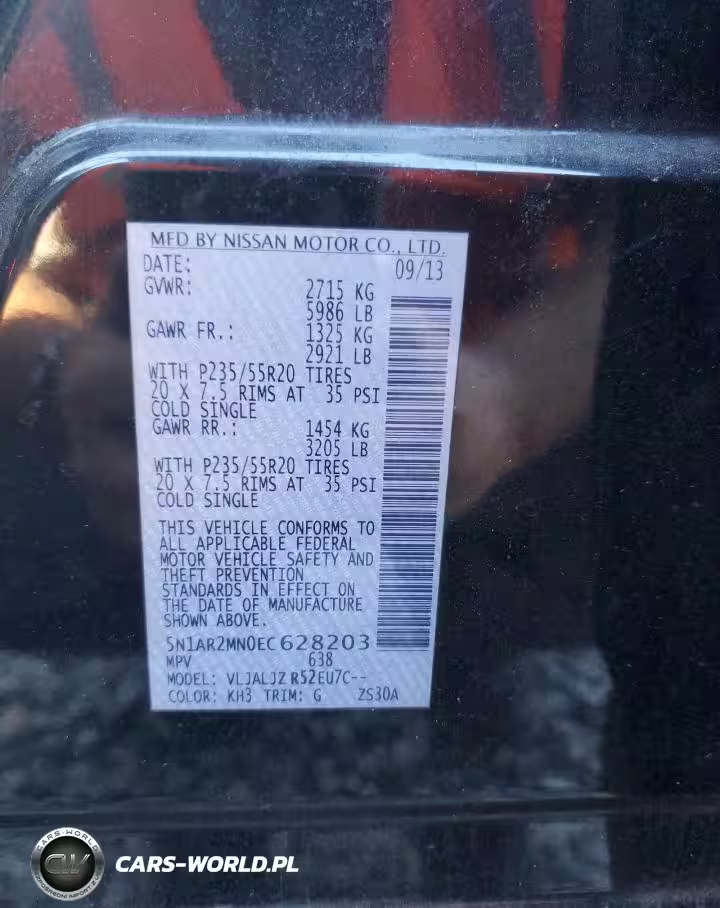 MFD BY NISSAN MOTOR CO., LTD.
DATE: 09/13
GVWR: 2715 KG
5986 LB
GAWR FR.: 1325 KG
2921 LB
WITH P235/55R20 TIRES
20 X 7.5 RIMS AT 35 PSI
COLD SINGLE
GAWR RR.: 1454 KG
3205 LB
WITH P235/55R20 TIRES
20 X 7.5 RIMS AT 35 PSI
COLD SINGLE
THIS VEHICLE CONFORMS TO
ALL APPLICABLE FEDERAL
MOTOR VEHICLE SAFETY AND
THEFT PREVENTION
STANDARDS IN EFFECT ON
THE DATE OF MANUFACTURE
SHOWN ABOVE.
5N1AR2MN0EC628203
MPV 638
MODEL: VLJALJZ R52EU7C--
COLOR: KH3 TRIM: G ZS30A
CARS-WORLD
CW
CARS-WORLD.PL